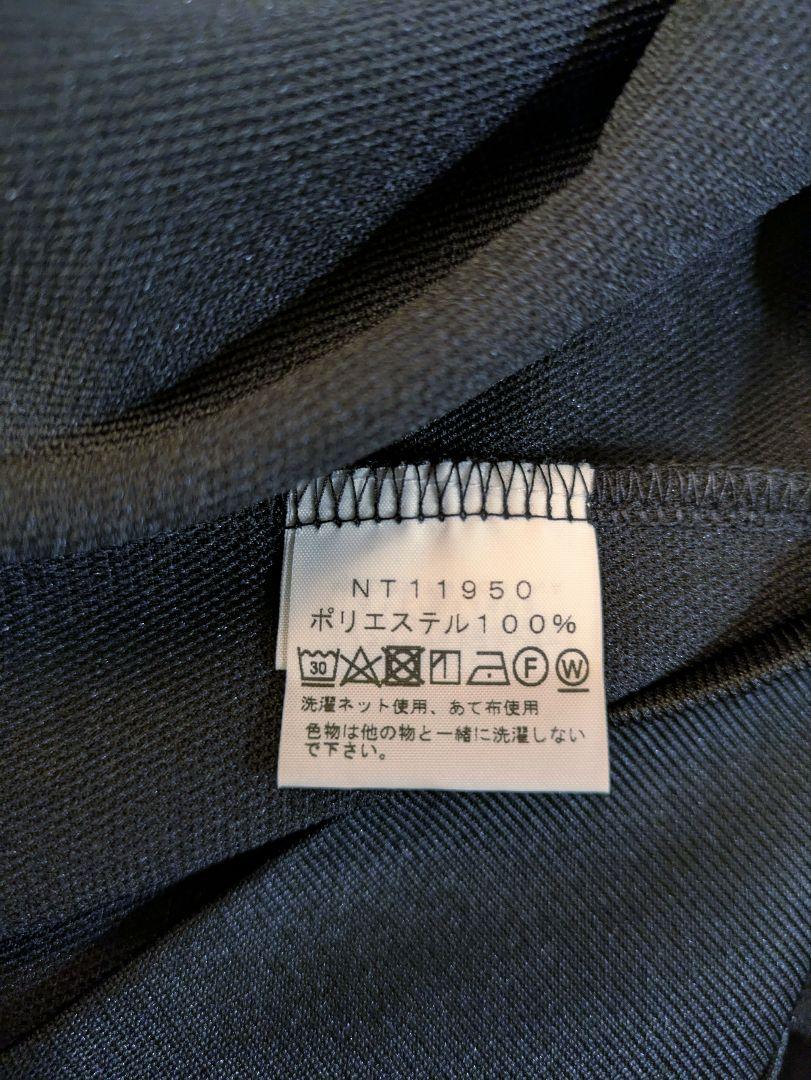 NT11950
ポリエステル100%
30 F W
洗濯ネット使用、あて布使用
色物は他の物と一緒に洗濯しない
で下さい。